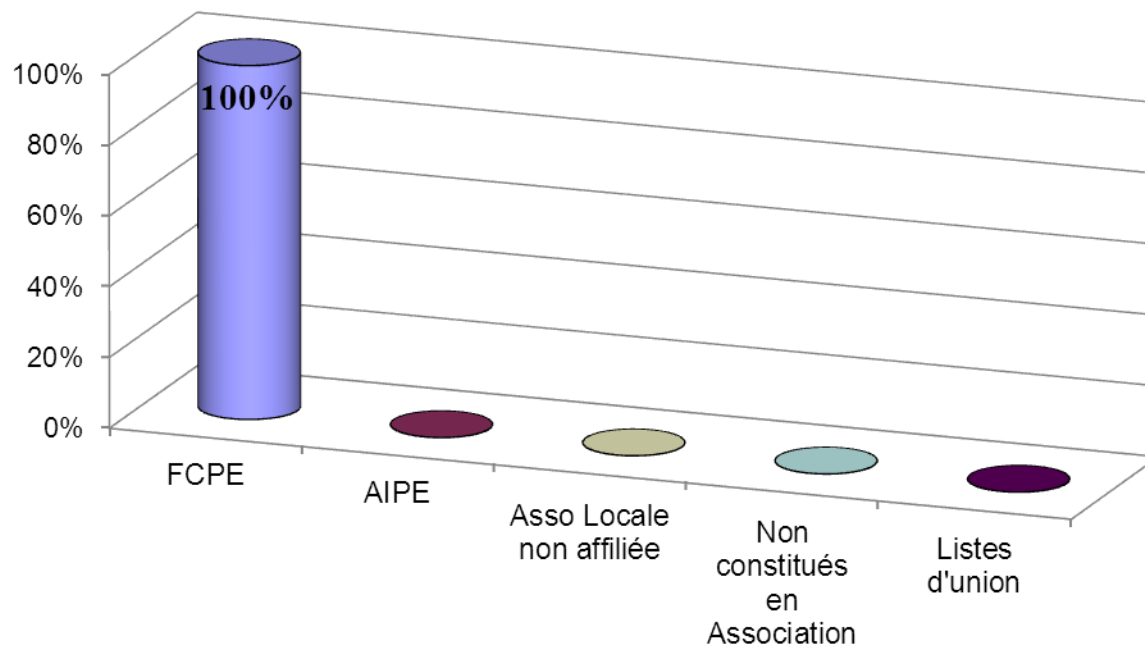 100%
80%
60%
40%
20%
0%
100%
FCPE
AIPE
Asso Locale
non affiliée
Non
constitués
en
Association
Listes
d'union